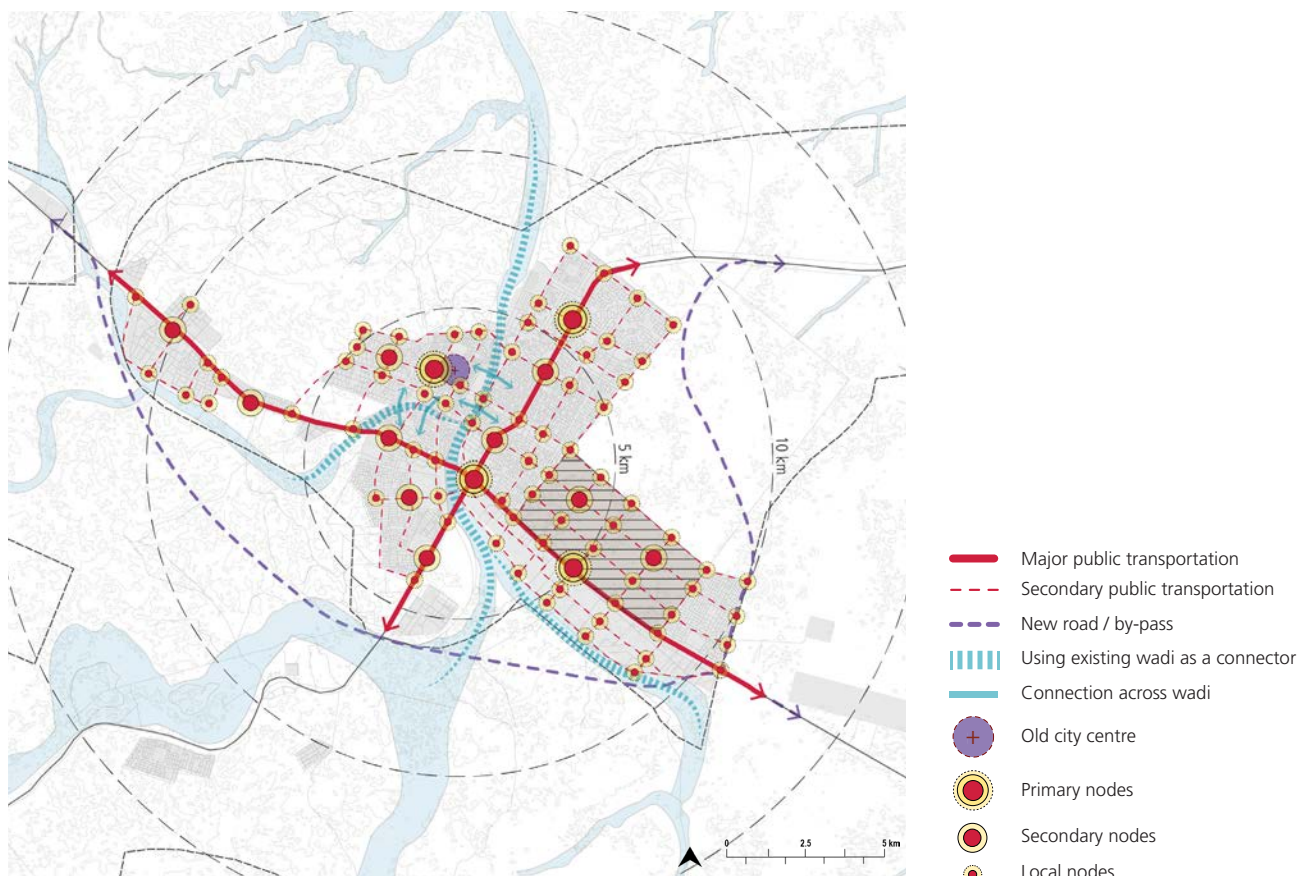 5 km
10 km
0 2.5 5 km
Major public transportation
Secondary public transportation
New road / by-pass
Using existing wadi as a connector
Connection across wadi
Old city centre
Primary nodes
Secondary nodes
Local nodes